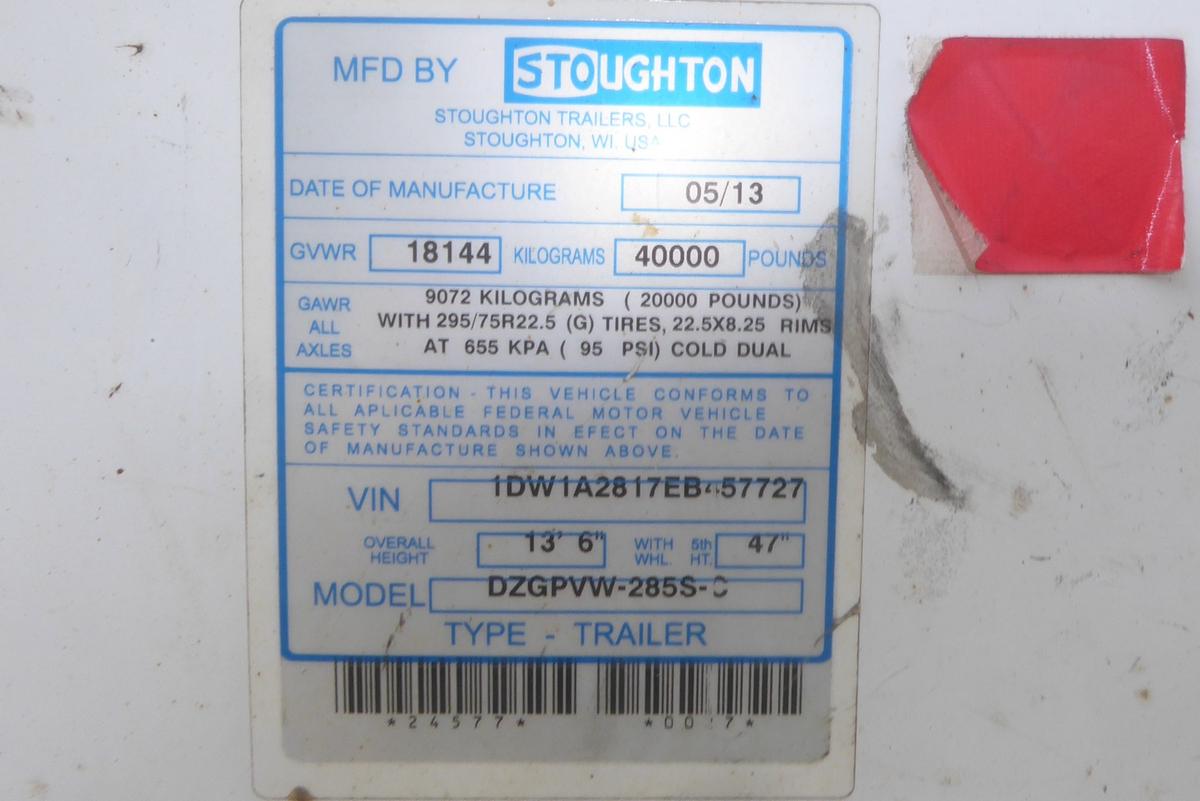 MFD BY STOUGHTON
STOUGHTON TRAILERS, LLC
STOUGHTON, WI. USA
DATE OF MANUFACTURE 05/13
GVWR 18144 KILOGRAMS 40000 POUNDS
GAWR ALL AXLES
9072 KILOGRAMS ( 20000 POUNDS)
WITH 295/75R22.5 (G) TIRES, 22.5X8.25 RIMS
AT 655 KPA ( 95 PSI) COLD DUAL
CERTIFICATION - THIS VEHICLE CONFORMS TO
ALL APLICABLE FEDERAL MOTOR VEHICLE
SAFETY STANDARDS IN EFECT ON THE DATE
OF MANUFACTURE SHOWN ABOVE.
VIN 1DW1A2817EB457727
OVERALL HEIGHT 13' 6" WITH 5th WHL. HT. 47"
MODEL
TYPE - TRAILER
*24577*